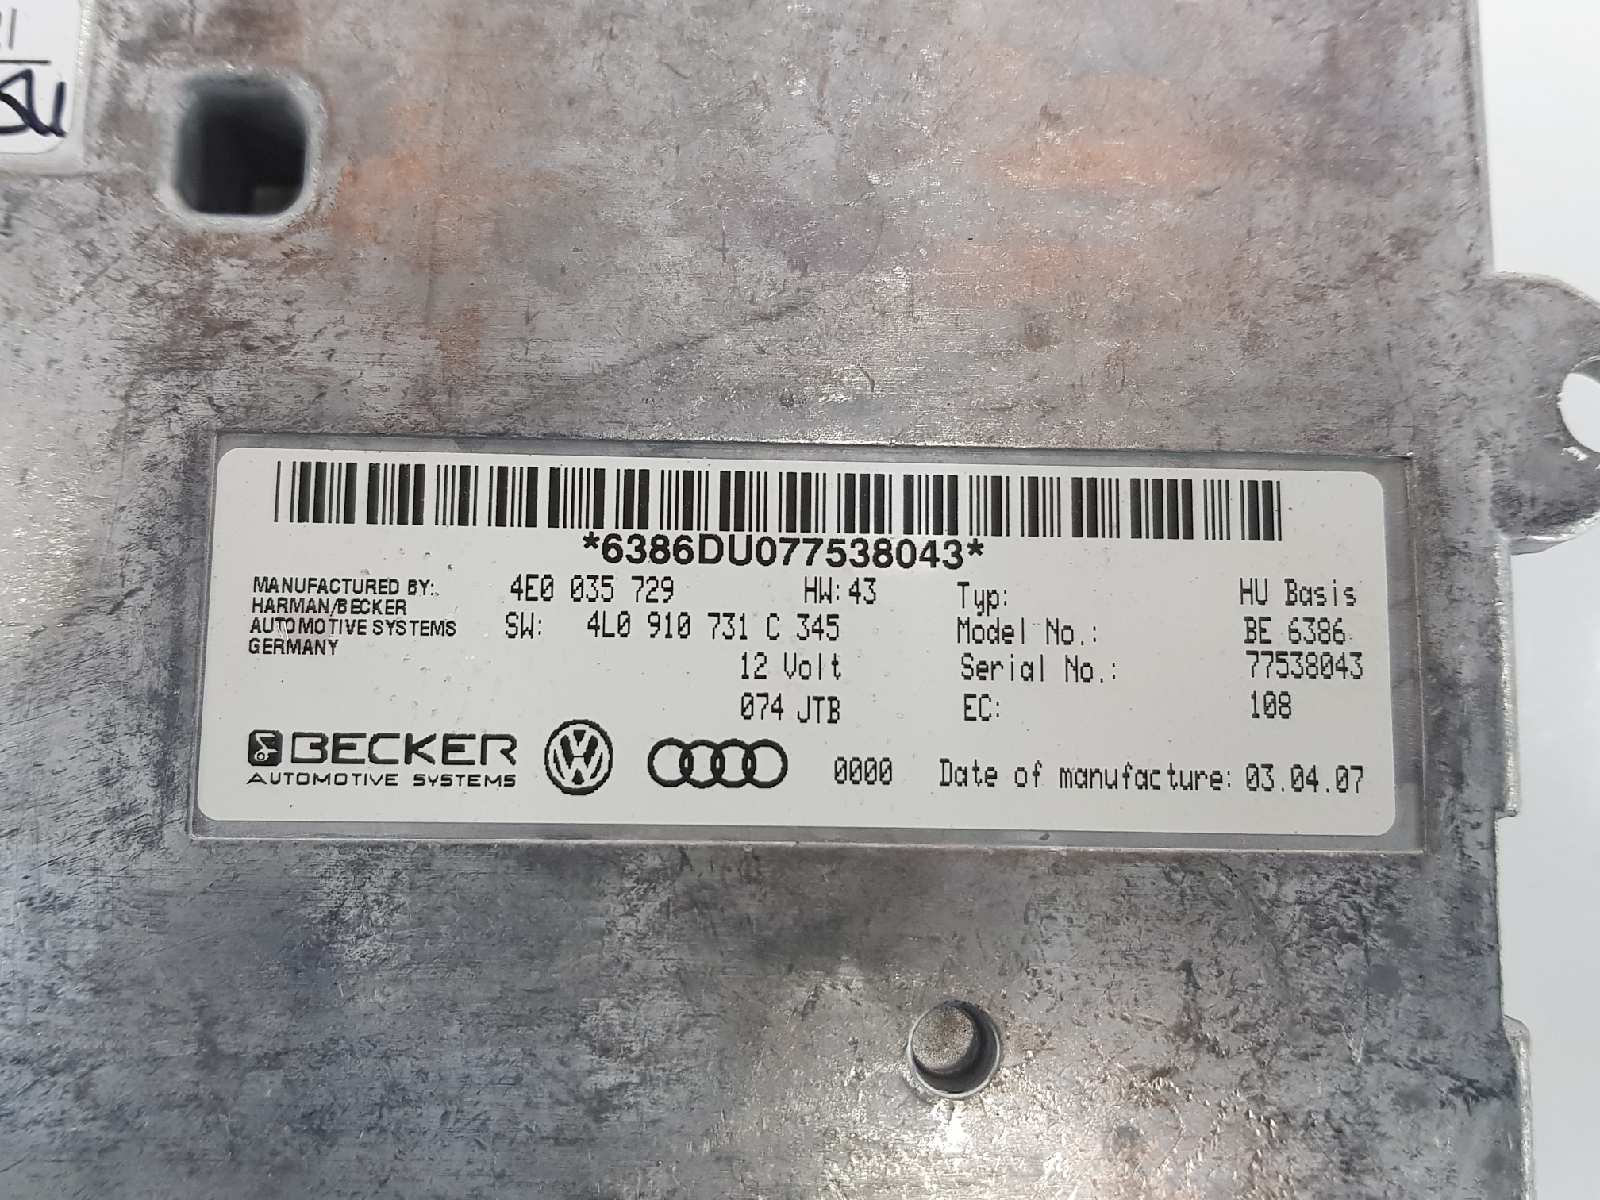 *6386DU077538043*
MANUFACTURED BY: 4E0 035 729 HW:43 Typ: HU Basis
HARMAN/BECKER
AUTOMOTIVE SYSTEMS SW: 4L0 910 731 C 345 Model No.: BE 6386
GERMANY
12 Volt Serial No.: 77538043
074 JTB EC: 108
BECKER
AUTOMOTIVE SYSTEMS 0000 Date of manufacture: 03.04.07